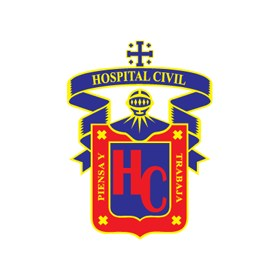 HOSPITAL CIVIL
PIENSA Y
TRABAJA
HC